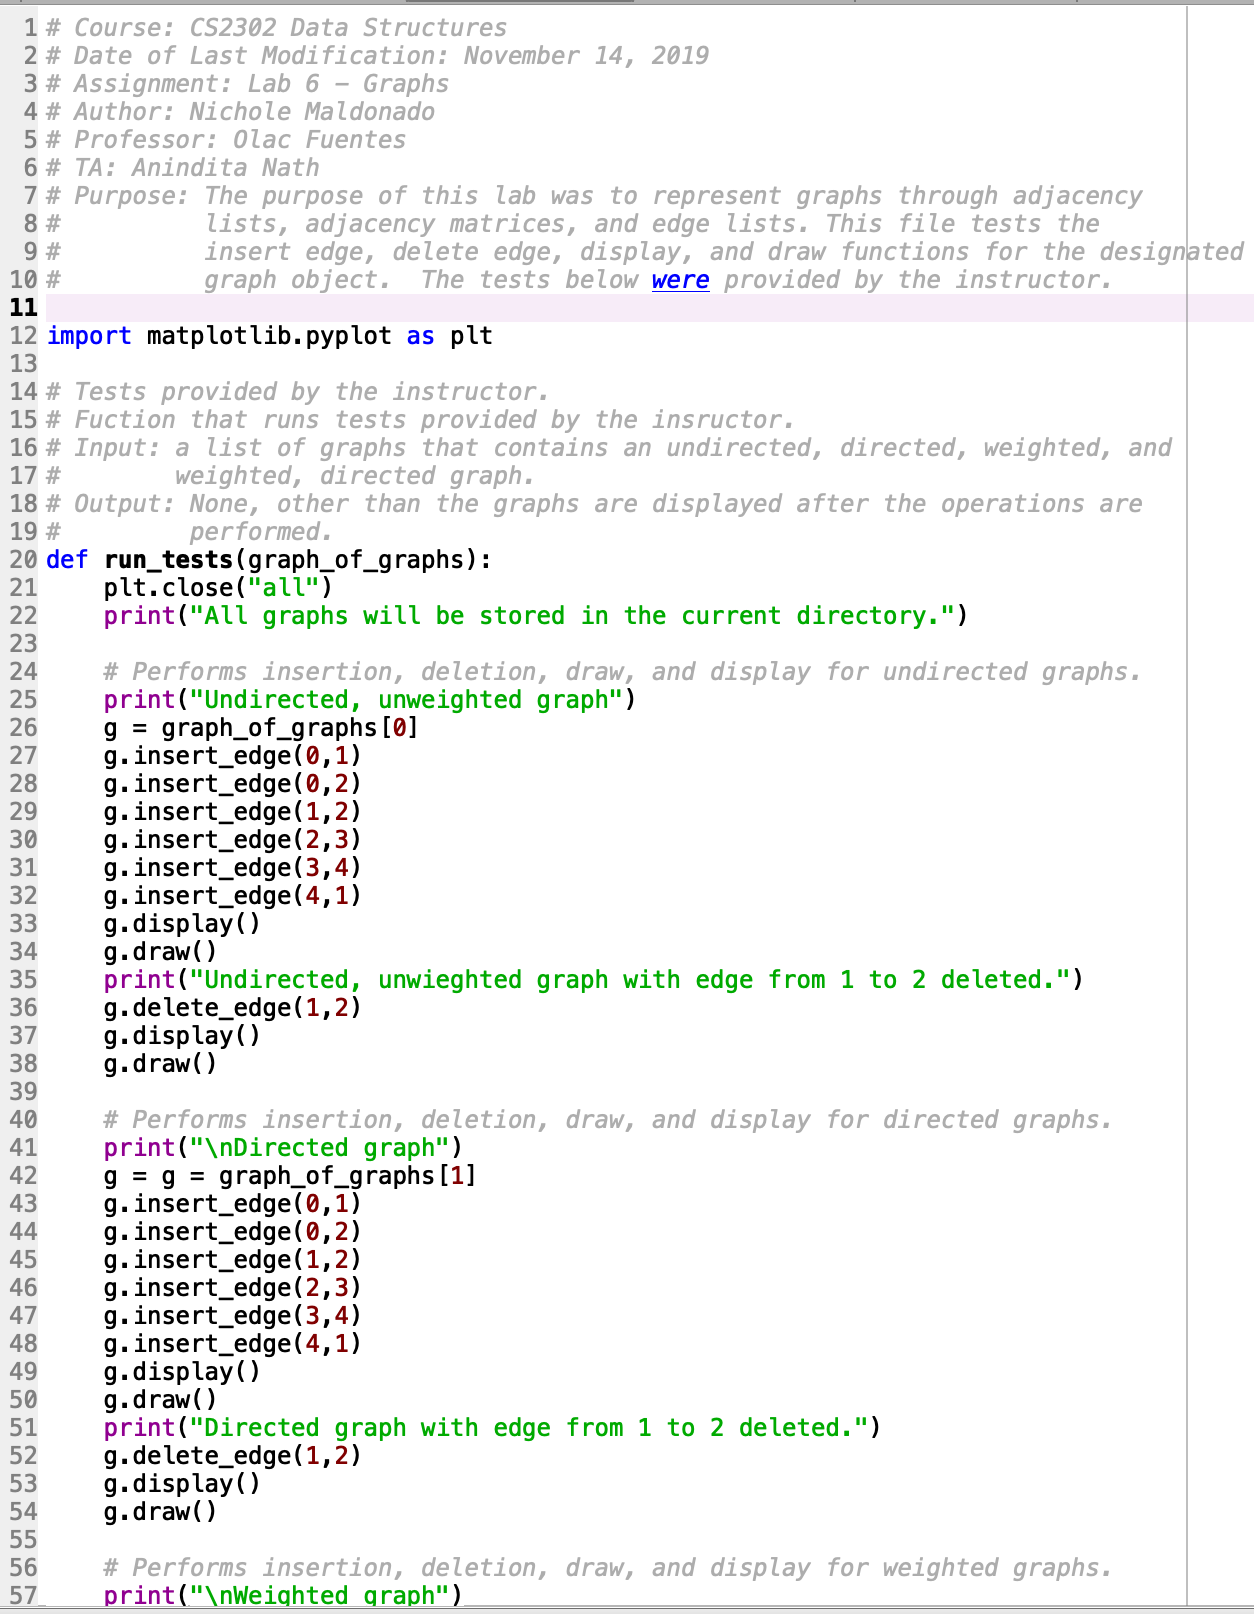 1 # Course: CS2302 Data Structures
2 # Date of Last Modification: November 14, 2019
3 # Assignment: Lab 6 – Graphs
4 # Author: Nichole Maldonado
5 # Professor: Olac Fuentes
6 # TA: Anindita Nath
7 # Purpose: The purpose of this lab was to represent graphs through adjacency
8 #          lists, adjacency matrices, and edge lists. This file tests the
9 #          insert edge, delete edge, display, and draw functions for the designated
10 #          graph object.  The tests below were provided by the instructor.
11
12 import matplotlib.pyplot as plt
13
14 # Tests provided by the instructor.
15 # Fuction that runs tests provided by the insructor.
16 # Input: a list of graphs that contains an undirected, directed, weighted, and
17 #        weighted, directed graph.
18 # Output: None, other than the graphs are displayed after the operations are
19 #         performed.
20 def run_tests(graph_of_graphs):
21     plt.close("all")
22     print("All graphs will be stored in the current directory.")
23
24     # Performs insertion, deletion, draw, and display for undirected graphs.
25     print("Undirected, unweighted graph")
26     g = graph_of_graphs[0]
27     g.insert_edge(0,1)
28     g.insert_edge(0,2)
29     g.insert_edge(1,2)
30     g.insert_edge(2,3)
31     g.insert_edge(3,4)
32     g.insert_edge(4,1)
33     g.display()
34     g.draw()
35     print("Undirected, unwieghted graph with edge from 1 to 2 deleted.")
36     g.delete_edge(1,2)
37     g.display()
38     g.draw()
39
40     # Performs insertion, deletion, draw, and display for directed graphs.
41     print("\nDirected graph")
42     g = g = graph_of_graphs[1]
43     g.insert_edge(0,1)
44     g.insert_edge(0,2)
45     g.insert_edge(1,2)
46     g.insert_edge(2,3)
47     g.insert_edge(3,4)
48     g.insert_edge(4,1)
49     g.display()
50     g.draw()
51     print("Directed graph with edge from 1 to 2 deleted.")
52     g.delete_edge(1,2)
53     g.display()
54     g.draw()
55
56     # Performs insertion, deletion, draw, and display for weighted graphs.
57     print("\nWeighted graph")